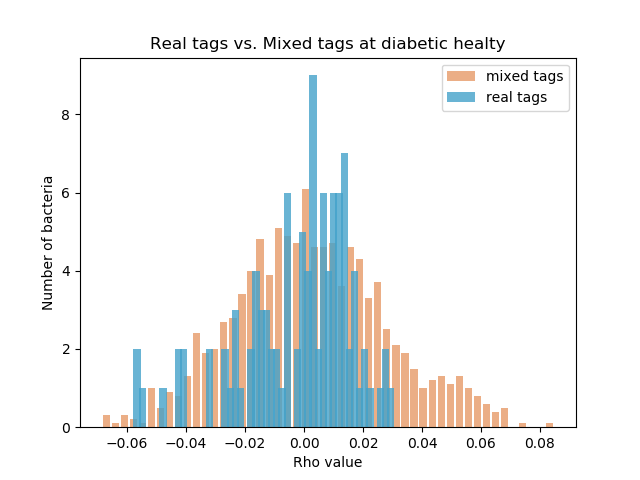 Real tags vs. Mixed tags at diabetic healty
mixed tags
real tags
Number of bacteria
8
6
4
2
0
−0.06 −0.04 −0.02 0.00 0.02 0.04 0.06 0.08
Rho value